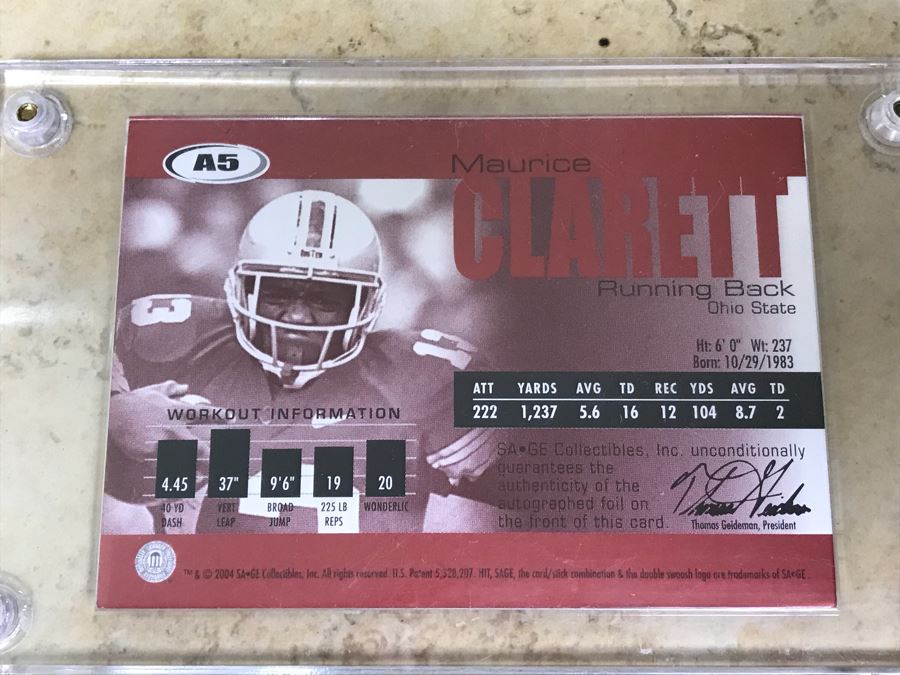 A5
Maurice
CLARETT
Running Back
Ohio State
Ht: 6' 0" Wt: 237
Born: 10/29/1983
BIG TEN
3
ATT YARDS AVG TD REC YDS AVG TD
222 1,237 5.6 16 12 104 8.7 2
WORKOUT INFORMATION
4.45 37" 9'6" 19 20
40 YD DASH
VERT LEAP
BROAD JUMP
225 LB REPS
WONDERLIC
SA•GE Collectibles, Inc. unconditionally
guarantees the
authenticity of the
autographed foil on
the front of this card.
Thomas Geideman, President
™ & © 2004 SA•GE Collectibles, Inc. All rights reserved. U.S. Patent 5,328,207. HIT, SAGE, the card/stick combination & the double swoosh logo are trademarks of SA•GE.